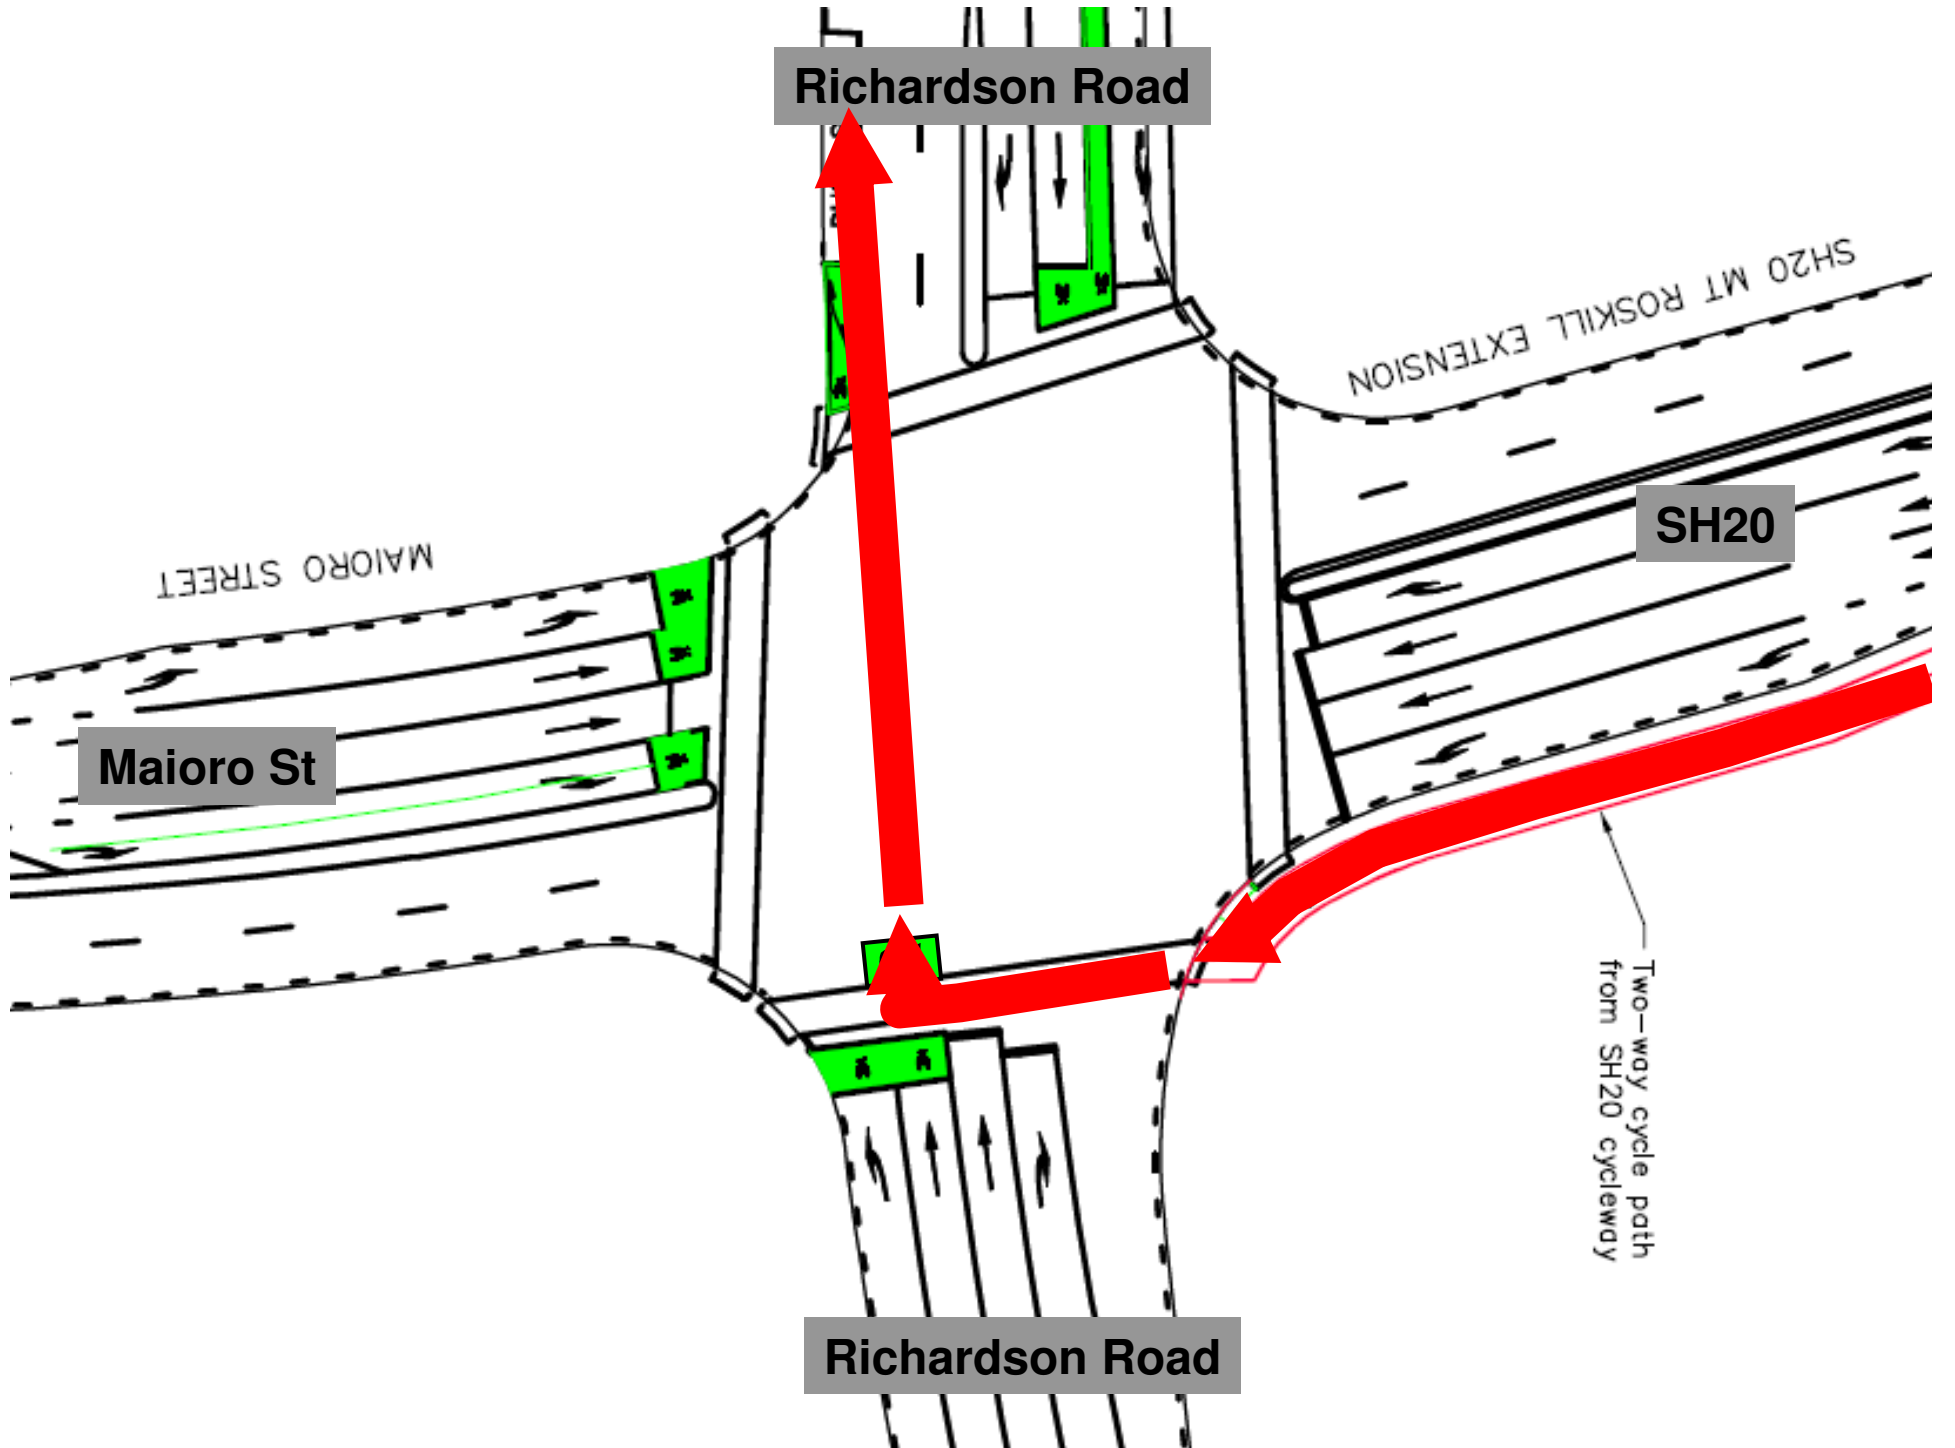 Richardson Road
SH20 MT ROSKILL EXTENSION
SH20
MAIORO STREET
Maioro St
Two-way cycle path
from SH20 cycleway
Richardson Road